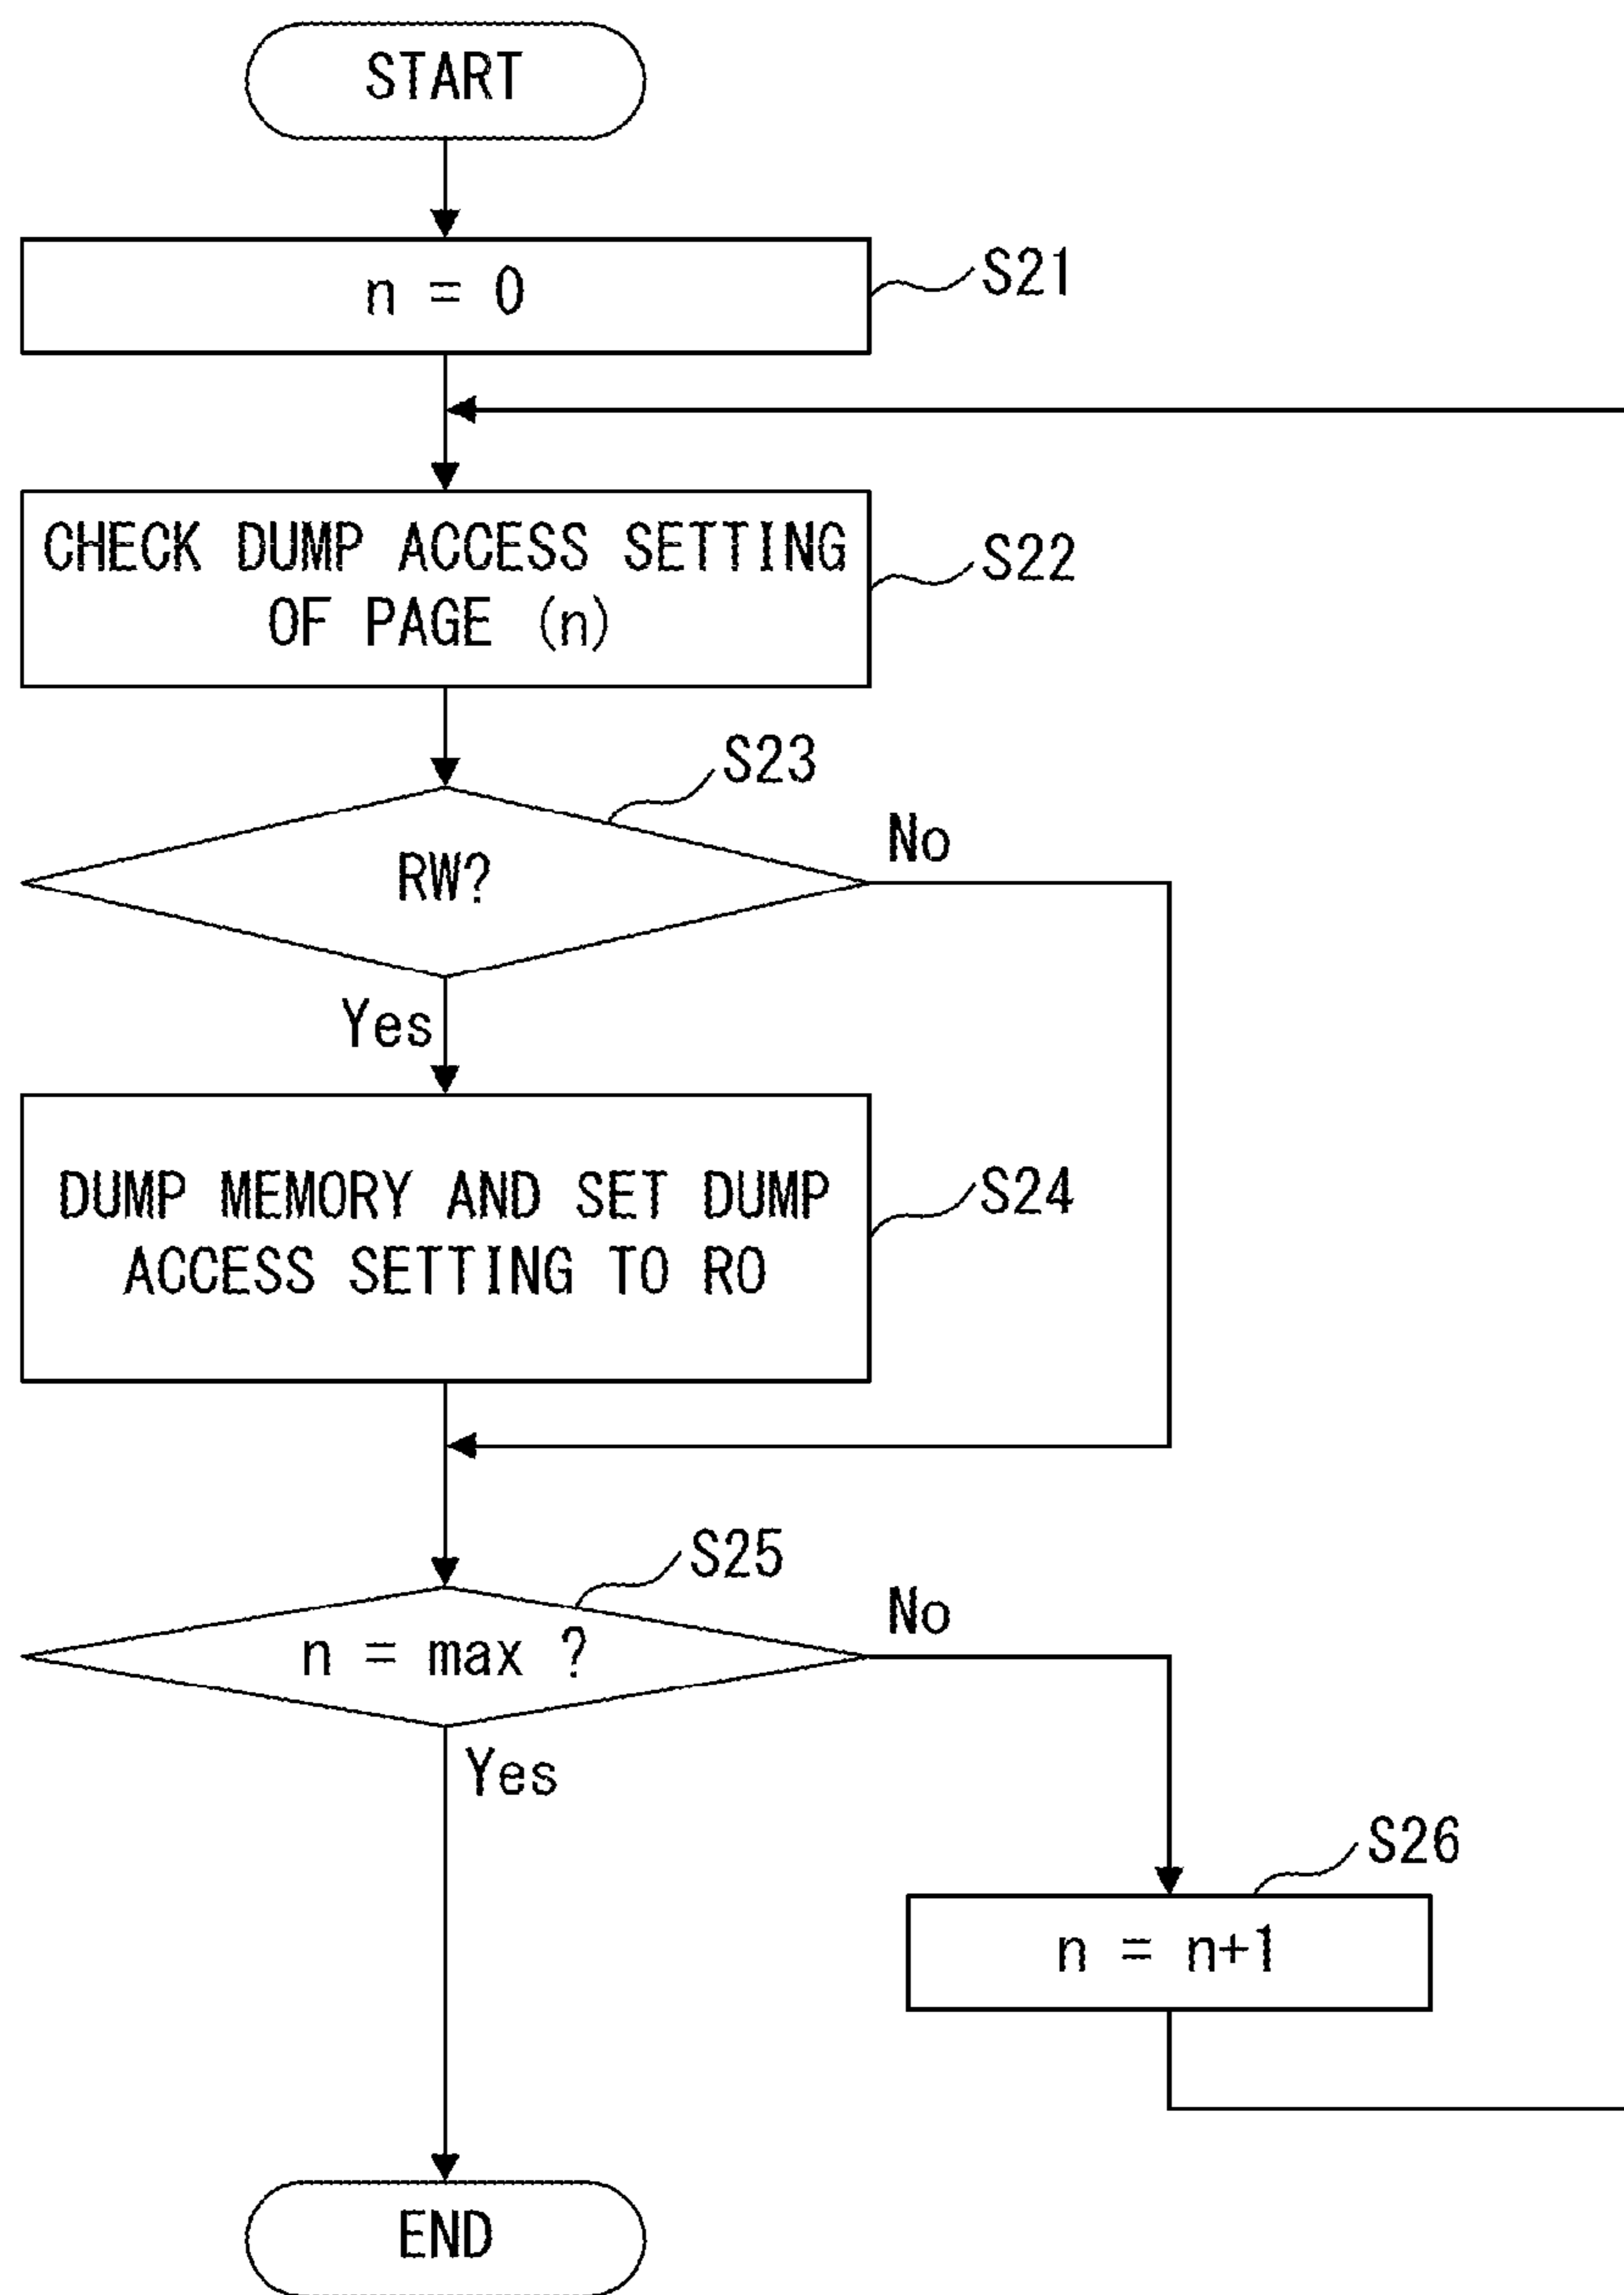 START
n = 0
S21
CHECK DUMP ACCESS SETTING
OF PAGE (n)
S22
S23
RW?
No
Yes
DUMP MEMORY AND SET DUMP
ACCESS SETTING TO RO
S24
S25
n = max ?
No
Yes
S26
n = n+1
END